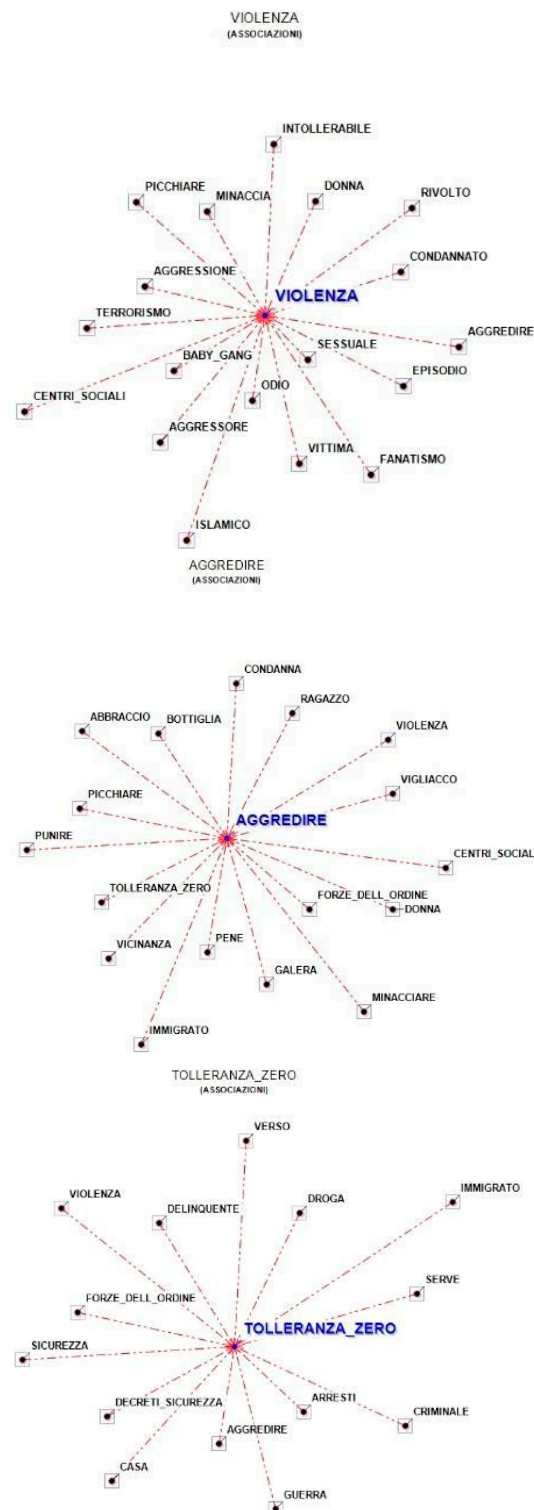 VIOLENZA
(ASSOCIAZIONI)
INTOLLERABILE
PICCHIARE
MINACCIA
DONNA
RIVOLTO
AGGRESSIONE
CONDANNATO
VIOLENZA
TERRORISMO
AGGREDIRE
BABY_GANG
SESSUALE
EPISODIO
CENTRI_SOCIALI
ODIO
AGGRESSORE
VITTIMA
FANATISMO
ISLAMICO
AGGREDIRE
(ASSOCIAZIONI)
CONDANNA
RAGAZZO
ABBRACCIO
BOTTIGLIA
VIOLENZA
PICCHIARE
VIGLIACCO
AGGREDIRE
PUNIRE
CENTRI_SOCIAL
TOLLERANZA_ZERO
FORZE_DELL_ORDINE
DONNA
VICINANZA
PENE
GALERA
MINACCIARE
IMMIGRATO
TOLLERANZA_ZERO
(ASSOCIAZIONI)
VERSO
VIOLENZA
DELINQUENTE
DROGA
IMMIGRATO
FORZE_DELL_ORDINE
SERVE
TOLLERANZA_ZERO
SICUREZZA
DECRETI_SICUREZZA
ARRESTI
CRIMINALE
AGGREDIRE
CASA
GUERRA